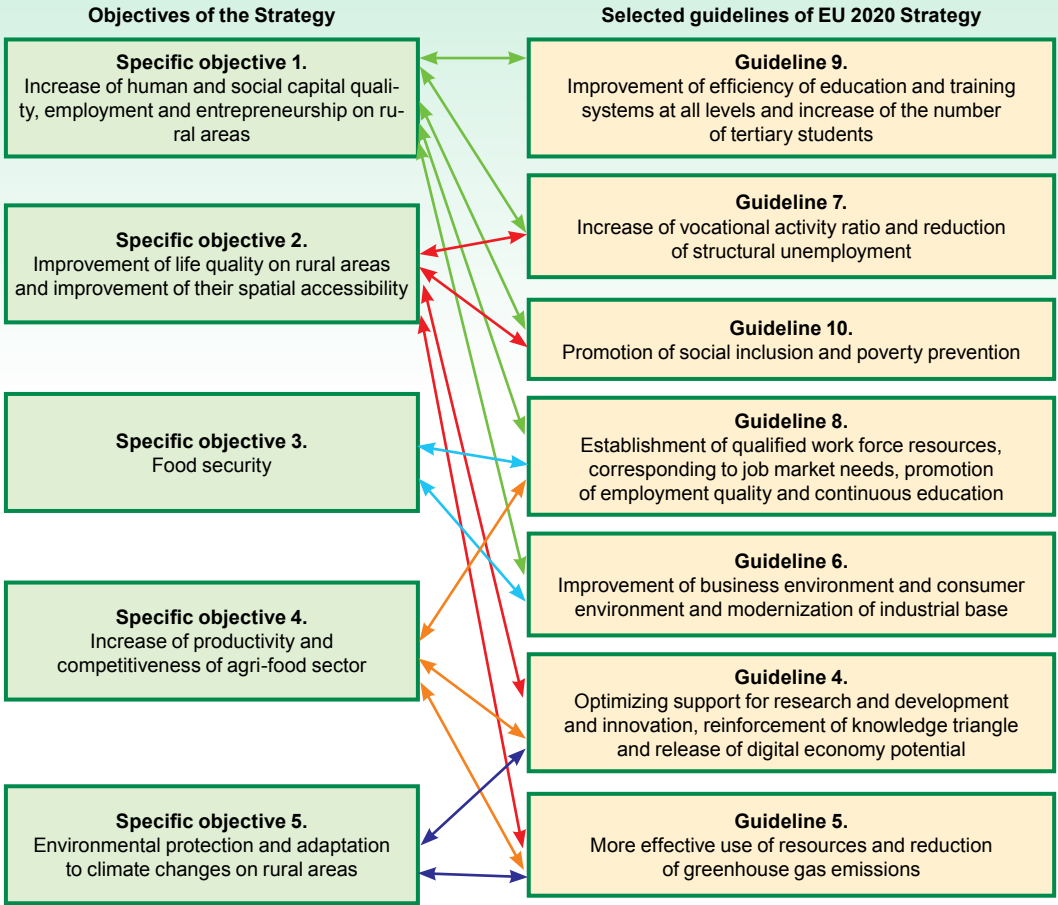 Objectives of the Strategy
Selected guidelines of EU 2020 Strategy
Specific objective 1.
Increase of human and social capital quali-
ty, employment and entrepreneurship on ru-
ral areas
Specific objective 2.
Improvement of life quality on rural areas
and improvement of their spatial accessibility
Specific objective 3.
Food security
Specific objective 4.
Increase of productivity and
competitiveness of agri-food sector
Specific objective 5.
Environmental protection and adaptation
to climate changes on rural areas
Guideline 9.
Improvement of efficiency of education and training
systems at all levels and increase of the number
of tertiary students
Guideline 7.
Increase of vocational activity ratio and reduction
of structural unemployment
Guideline 10.
Promotion of social inclusion and poverty prevention
Guideline 8.
Establishment of qualified work force resources,
corresponding to job market needs, promotion
of employment quality and continuous education
Guideline 6.
Improvement of business environment and consumer
environment and modernization of industrial base
Guideline 4.
Optimizing support for research and development
and innovation, reinforcement of knowledge triangle
and release of digital economy potential
Guideline 5.
More effective use of resources and reduction
of greenhouse gas emissions